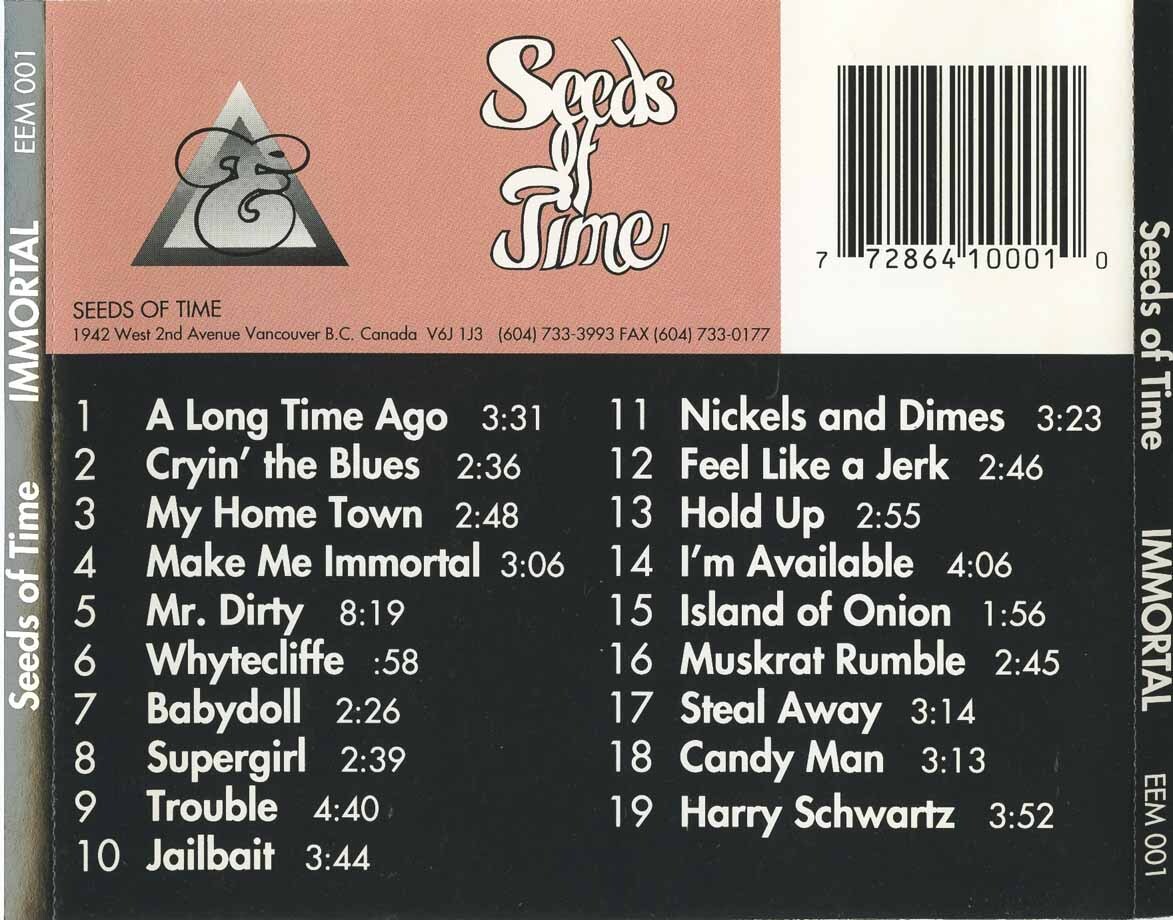 Seeds of Time IMMORTAL EEM 001
Seeds
of
Time
7 72864 10001 0
SEEDS OF TIME
1942 West 2nd Avenue Vancouver B.C. Canada V6J 1J3 (604) 733-3993 FAX (604) 733-0177
1 A Long Time Ago 3:31
2 Cryin' the Blues 2:36
3 My Home Town 2:48
4 Make Me Immortal 3:06
5 Mr. Dirty 8:19
6 Whytecliffe :58
7 Babydoll 2:26
8 Supergirl 2:39
9 Trouble 4:40
10 Jailbait 3:44
11 Nickels and Dimes 3:23
12 Feel Like a Jerk 2:46
13 Hold Up 2:55
14 I'm Available 4:06
15 Island of Onion 1:56
16 Muskrat Rumble 2:45
17 Steal Away 3:14
18 Candy Man 3:13
19 Harry Schwartz 3:52
Seeds of Time IMMORTAL EEM 001